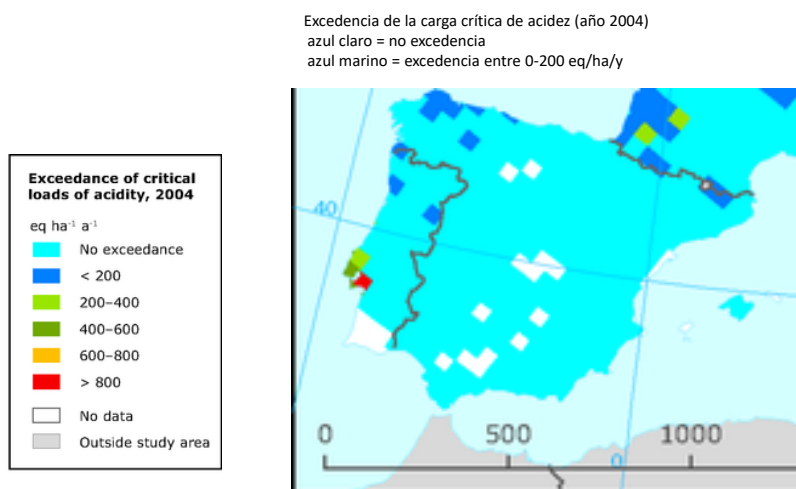 Excedencia de la carga crítica de acidez (año 2004)
azul claro = no excedencia
azul marino = excedencia entre 0-200 eq/ha/y
Exceedance of critical
loads of acidity, 2004
eq ha⁻¹ a⁻¹
No exceedance
< 200
200–400
400–600
600–800
> 800
No data
Outside study area
40
0 500 1000
0